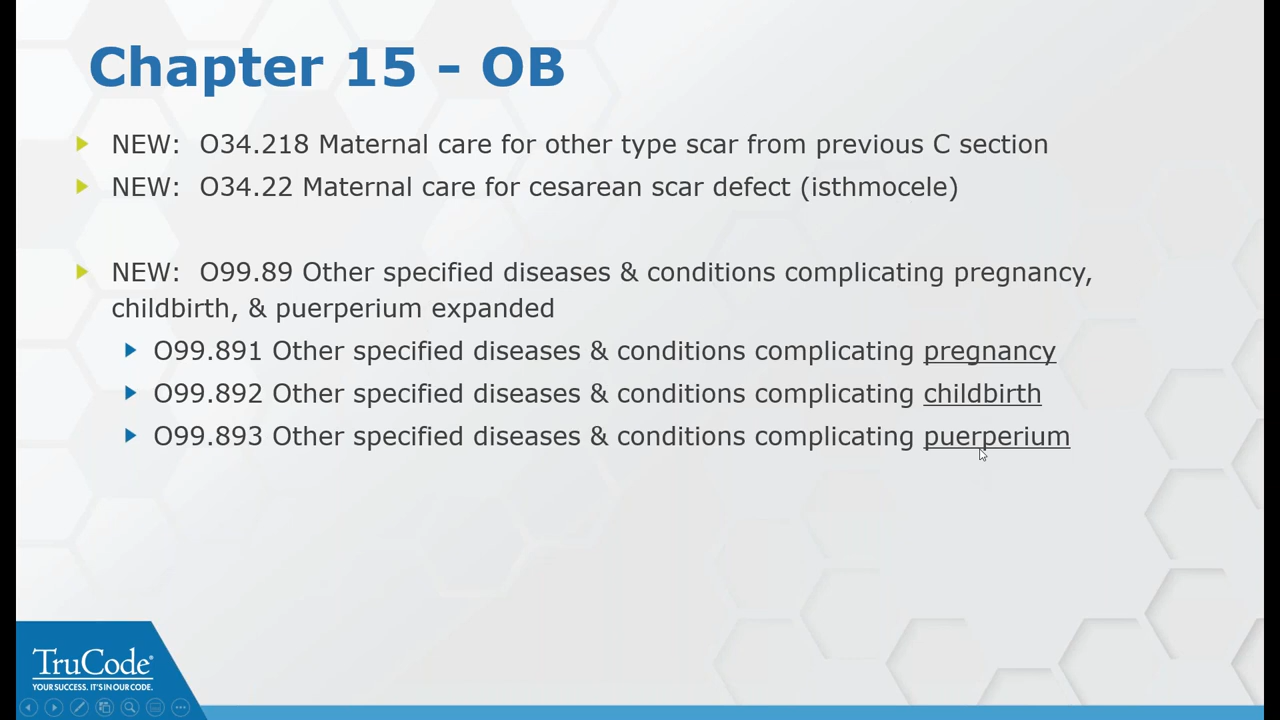 Chapter 15 - OB
NEW: O34.218 Maternal care for other type scar from previous C section
NEW: O34.22 Maternal care for cesarean scar defect (isthmocele)
NEW: O99.89 Other specified diseases & conditions complicating pregnancy,
childbirth, & puerperium expanded
O99.891 Other specified diseases & conditions complicating pregnancy
O99.892 Other specified diseases & conditions complicating childbirth
O99.893 Other specified diseases & conditions complicating puerperium
TruCode®
YOUR SUCCESS. IT'S IN OUR CODE.